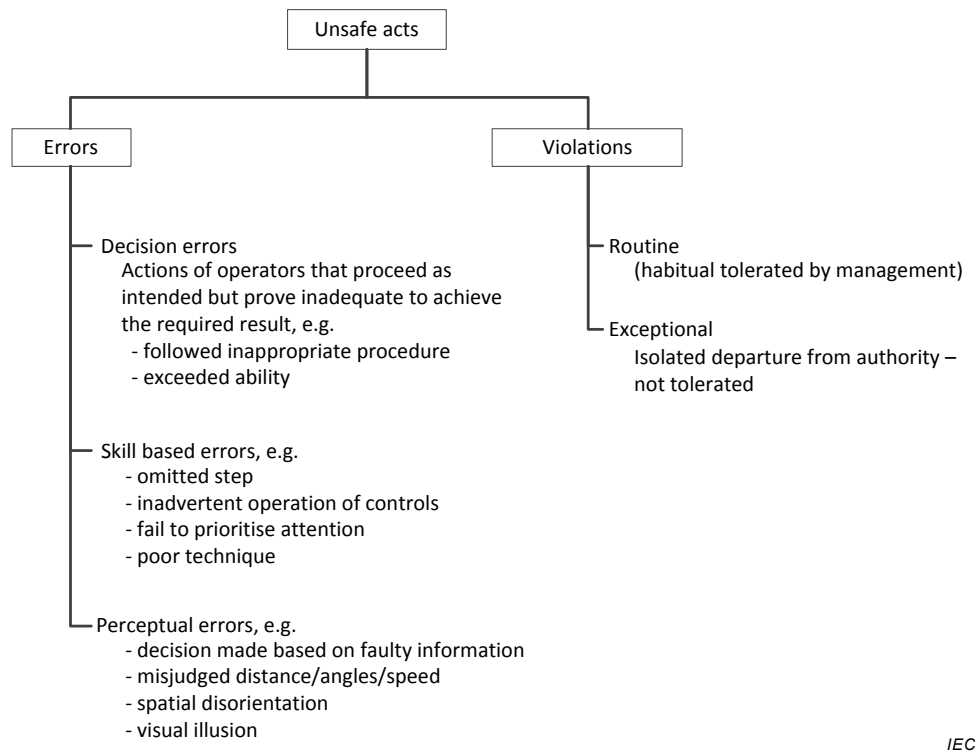 Unsafe acts
Errors
Violations
Decision errors
Actions of operators that proceed as
intended but prove inadequate to achieve
the required result, e.g.
- followed inappropriate procedure
- exceeded ability
Skill based errors, e.g.
- omitted step
- inadvertent operation of controls
- fail to prioritise attention
- poor technique
Perceptual errors, e.g.
- decision made based on faulty information
- misjudged distance/angles/speed
- spatial disorientation
- visual illusion
Routine
(habitual tolerated by management)
Exceptional
Isolated departure from authority –
not tolerated
IEC